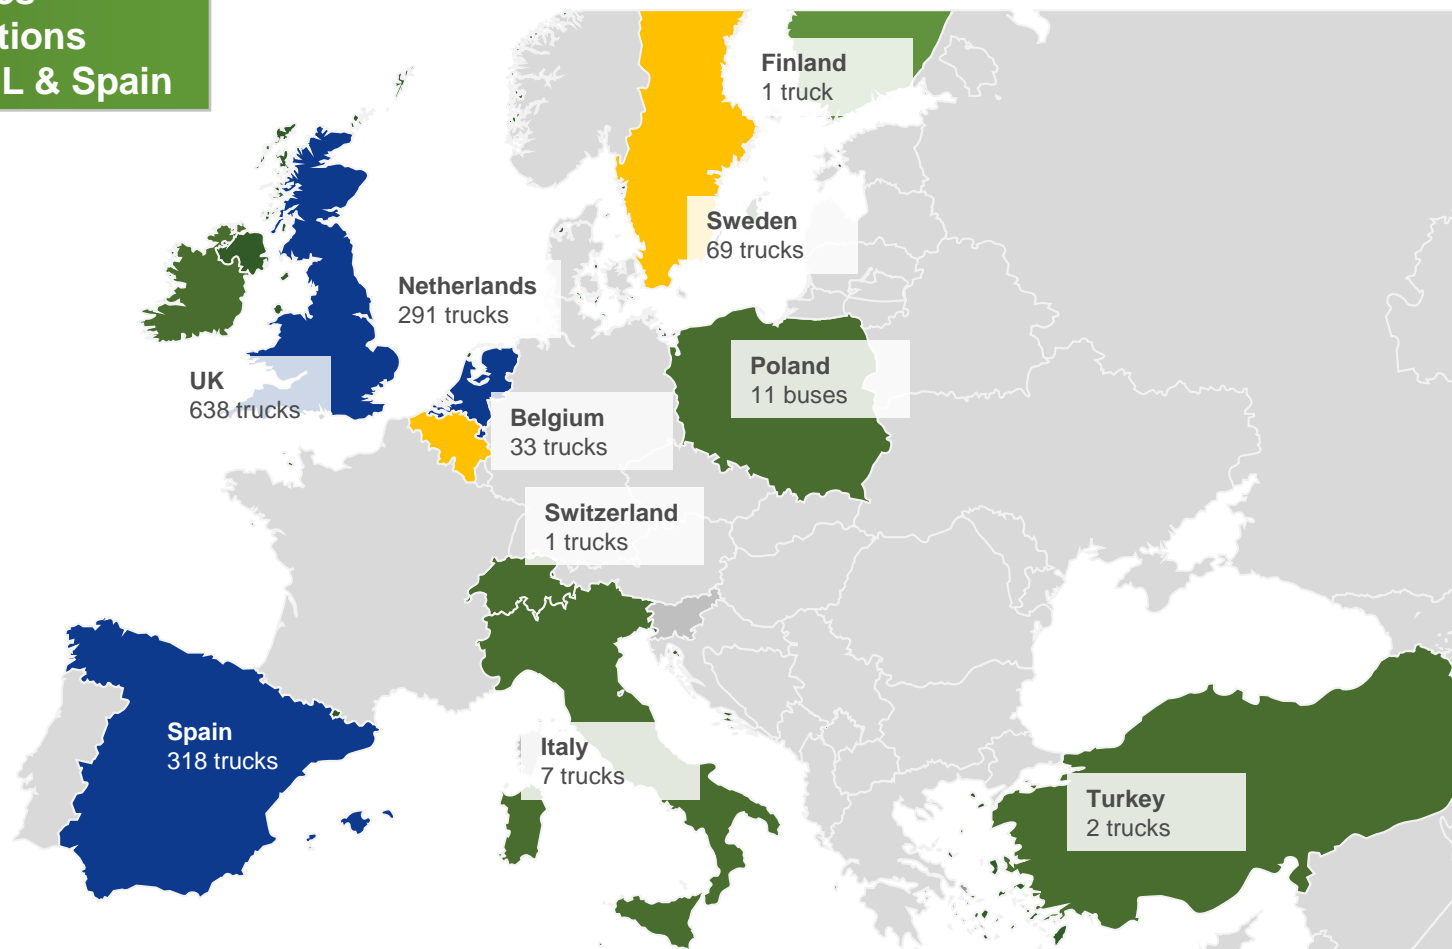 L & Spain
Finland
1 truck
Sweden
69 trucks
Netherlands
291 trucks
UK
638 trucks
Poland
11 buses
Belgium
33 trucks
Switzerland
1 trucks
Spain
318 trucks
Italy
7 trucks
Turkey
2 trucks